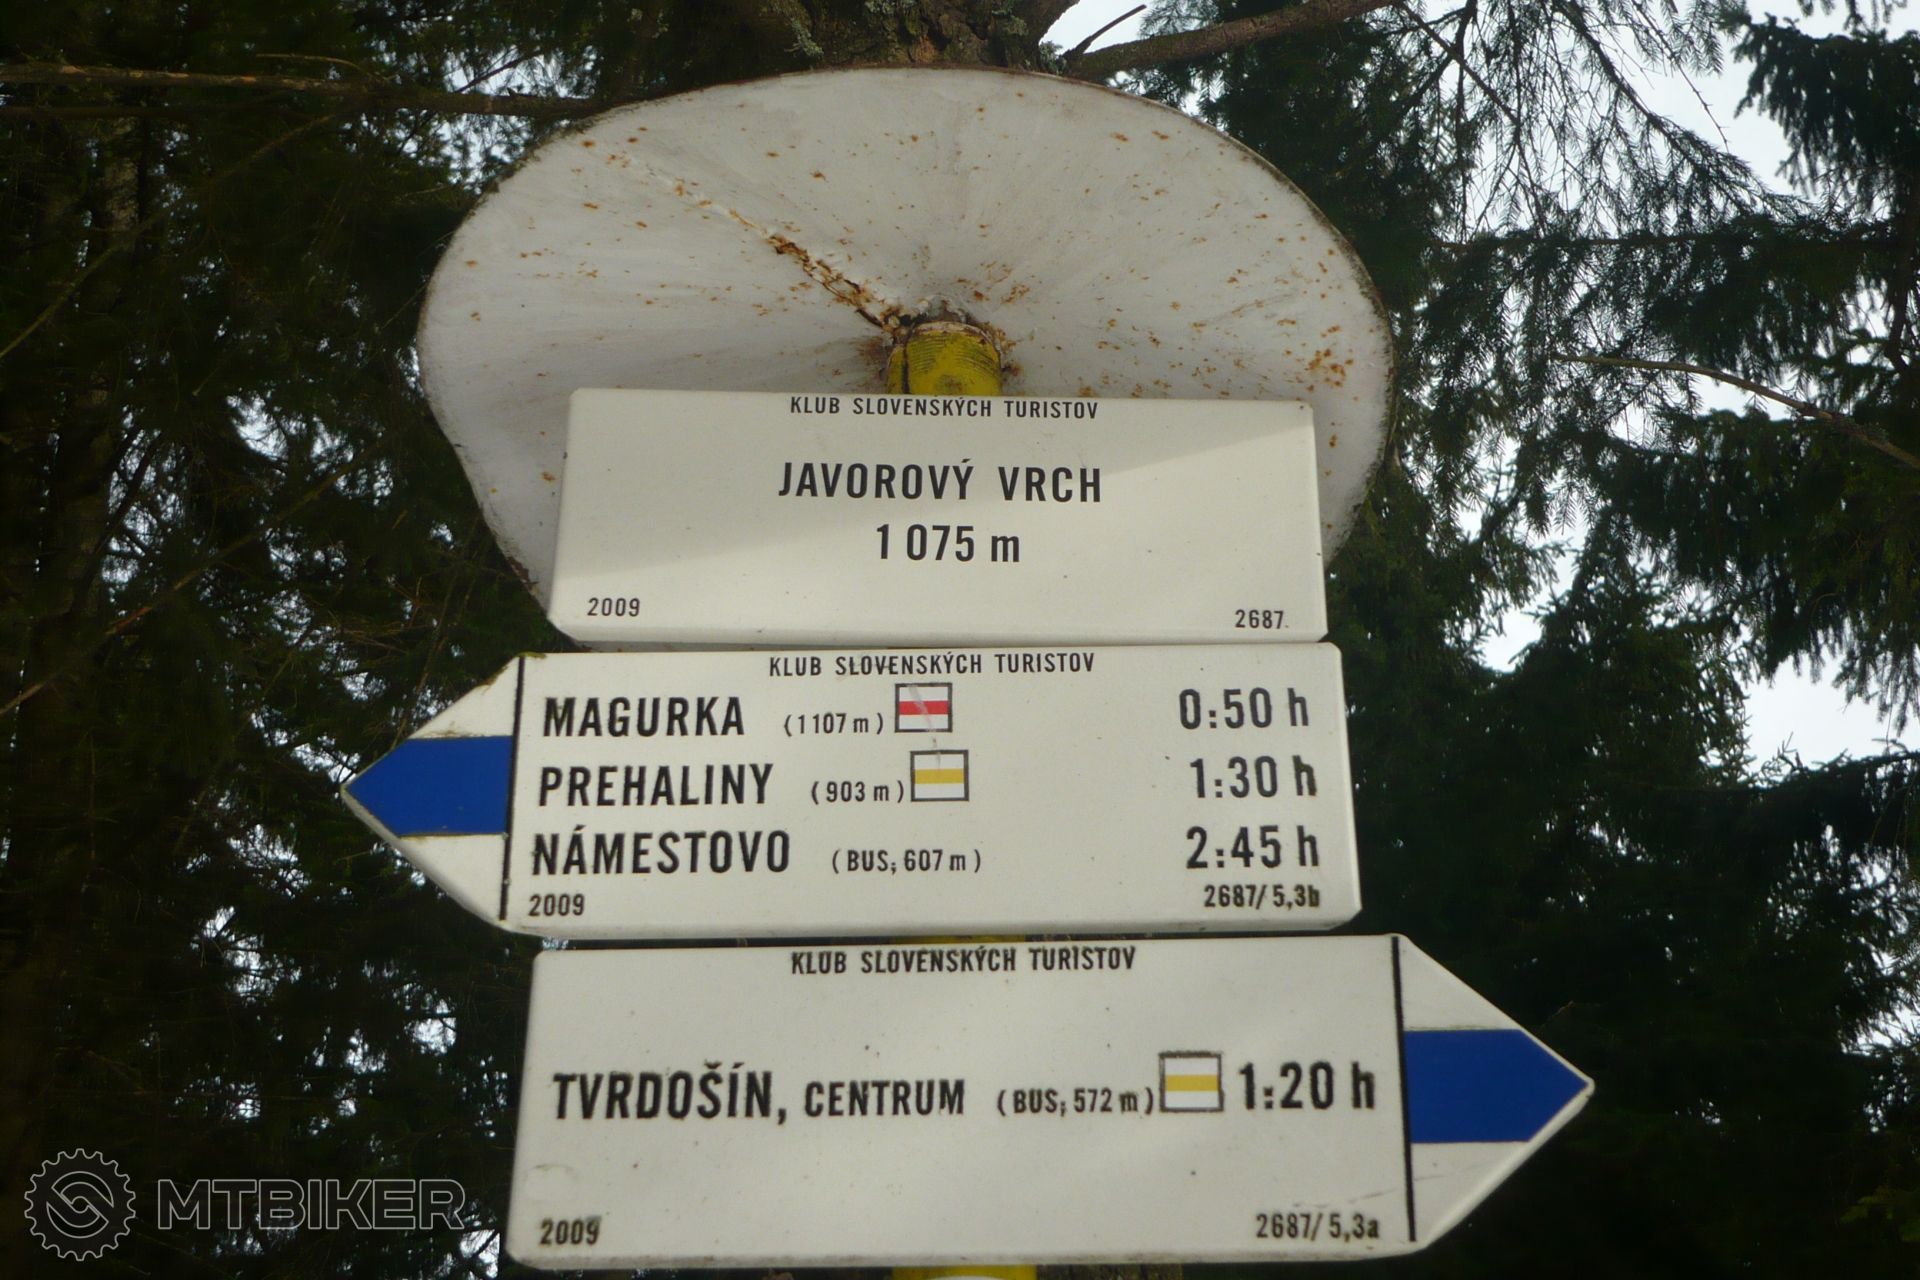 KLUB SLOVENSKÝCH TURISTOV
JAVOROVÝ VRCH
1 075 m
2009 2687
KLUB SLOVENSKÝCH TURISTOV
MAGURKA (1107 m) 0:50 h
PREHALINY (903 m) 1:30 h
NÁMESTOVO (BUS; 607 m) 2:45 h
2009 2687/5,3b
KLUB SLOVENSKÝCH TURISTOV
TVRDOŠÍN, CENTRUM (BUS; 572 m) 1:20 h
2009 2687/5,3a
MTBIKER